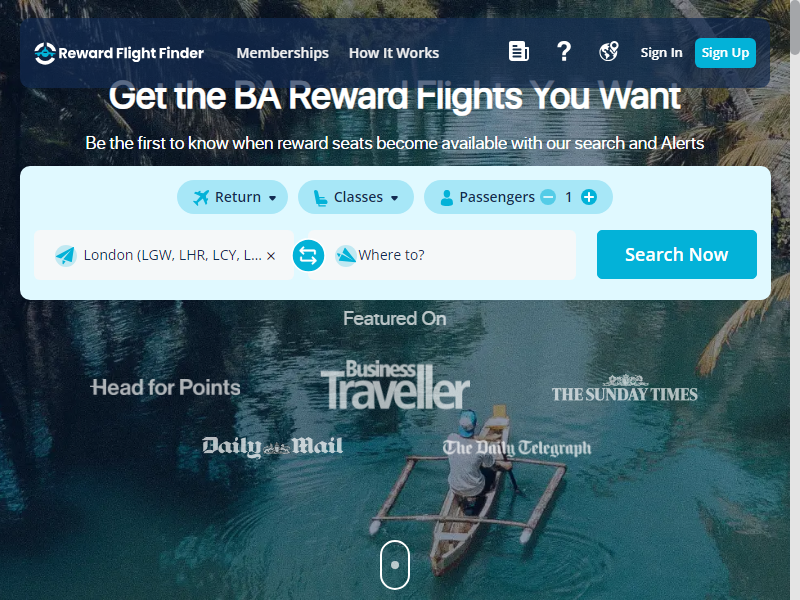 Reward Flight Finder
Memberships
How It Works
?
Sign In
Sign Up
Get the BA Reward Flights You Want
Be the first to know when reward seats become available with our search and Alerts
Return
Classes
Passengers
1
London (LGW, LHR, LCY, L... ×
Where to?
Search Now
Featured On
Head for Points
Business
Traveller
THE SUNDAY TIMES
Daily Mail
The Daily Telegraph